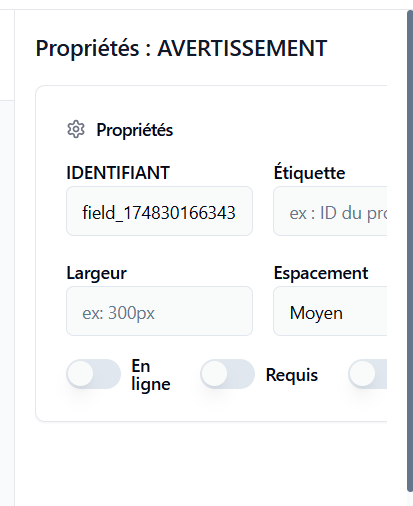 Propriétés : AVERTISSEMENT
Propriétés
IDENTIFIANT Étiquette
field_174830166343 ex : ID du pro
Largeur Espacement
ex: 300px Moyen
En ligne Requis